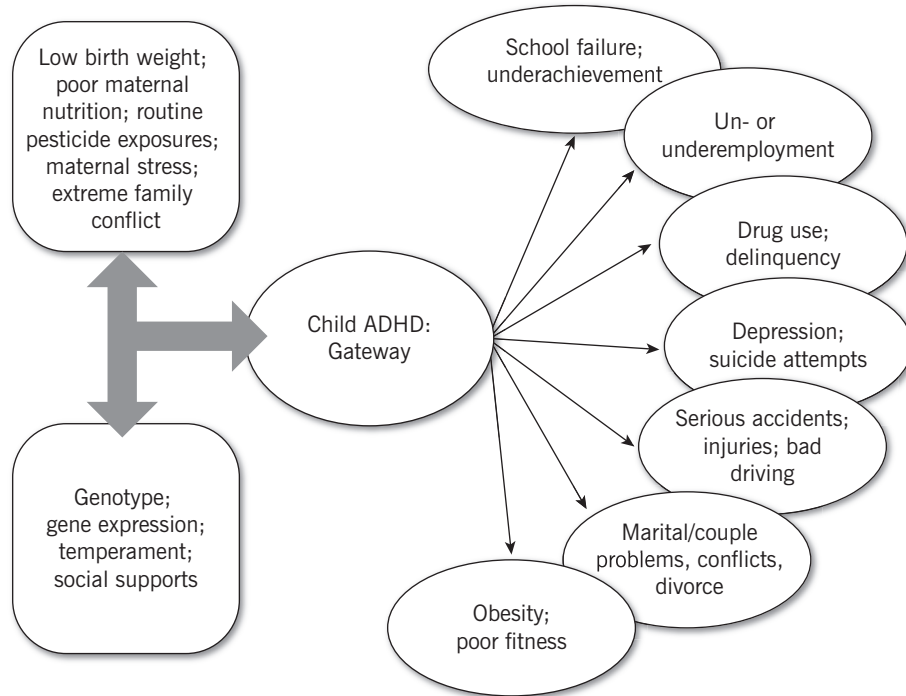 Low birth weight;
poor maternal
nutrition; routine
pesticide exposures;
maternal stress;
extreme family
conflict
Genotype;
gene expression;
temperament;
social supports
Child ADHD:
Gateway
School failure;
underachievement
Un- or
underemployment
Drug use;
delinquency
Depression;
suicide attempts
Serious accidents;
injuries; bad
driving
Marital/couple
problems, conflicts,
divorce
Obesity;
poor fitness